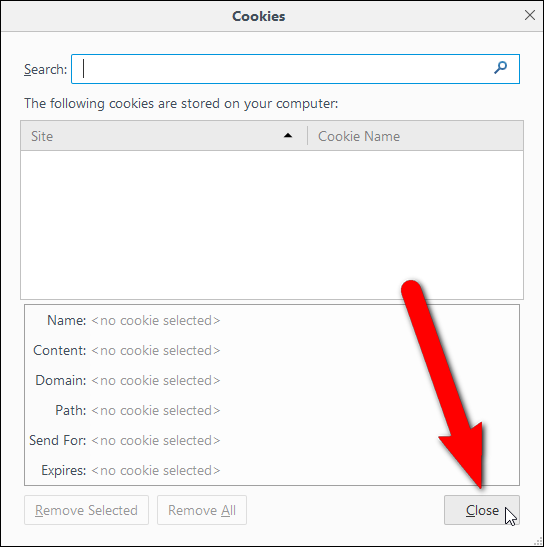 Cookies
Search:
The following cookies are stored on your computer:
Site Cookie Name
Name: <no cookie selected>
Content: <no cookie selected>
Domain: <no cookie selected>
Path: <no cookie selected>
Send For: <no cookie selected>
Expires: <no cookie selected>
Remove Selected Remove All Close